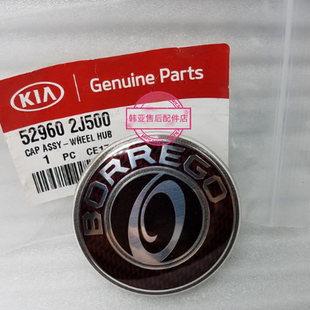 KIA Genuine Parts
52960 2J500
CAP ASSY-WHEEL HUB
1 PC
韩亚售后配件店
BORREGO